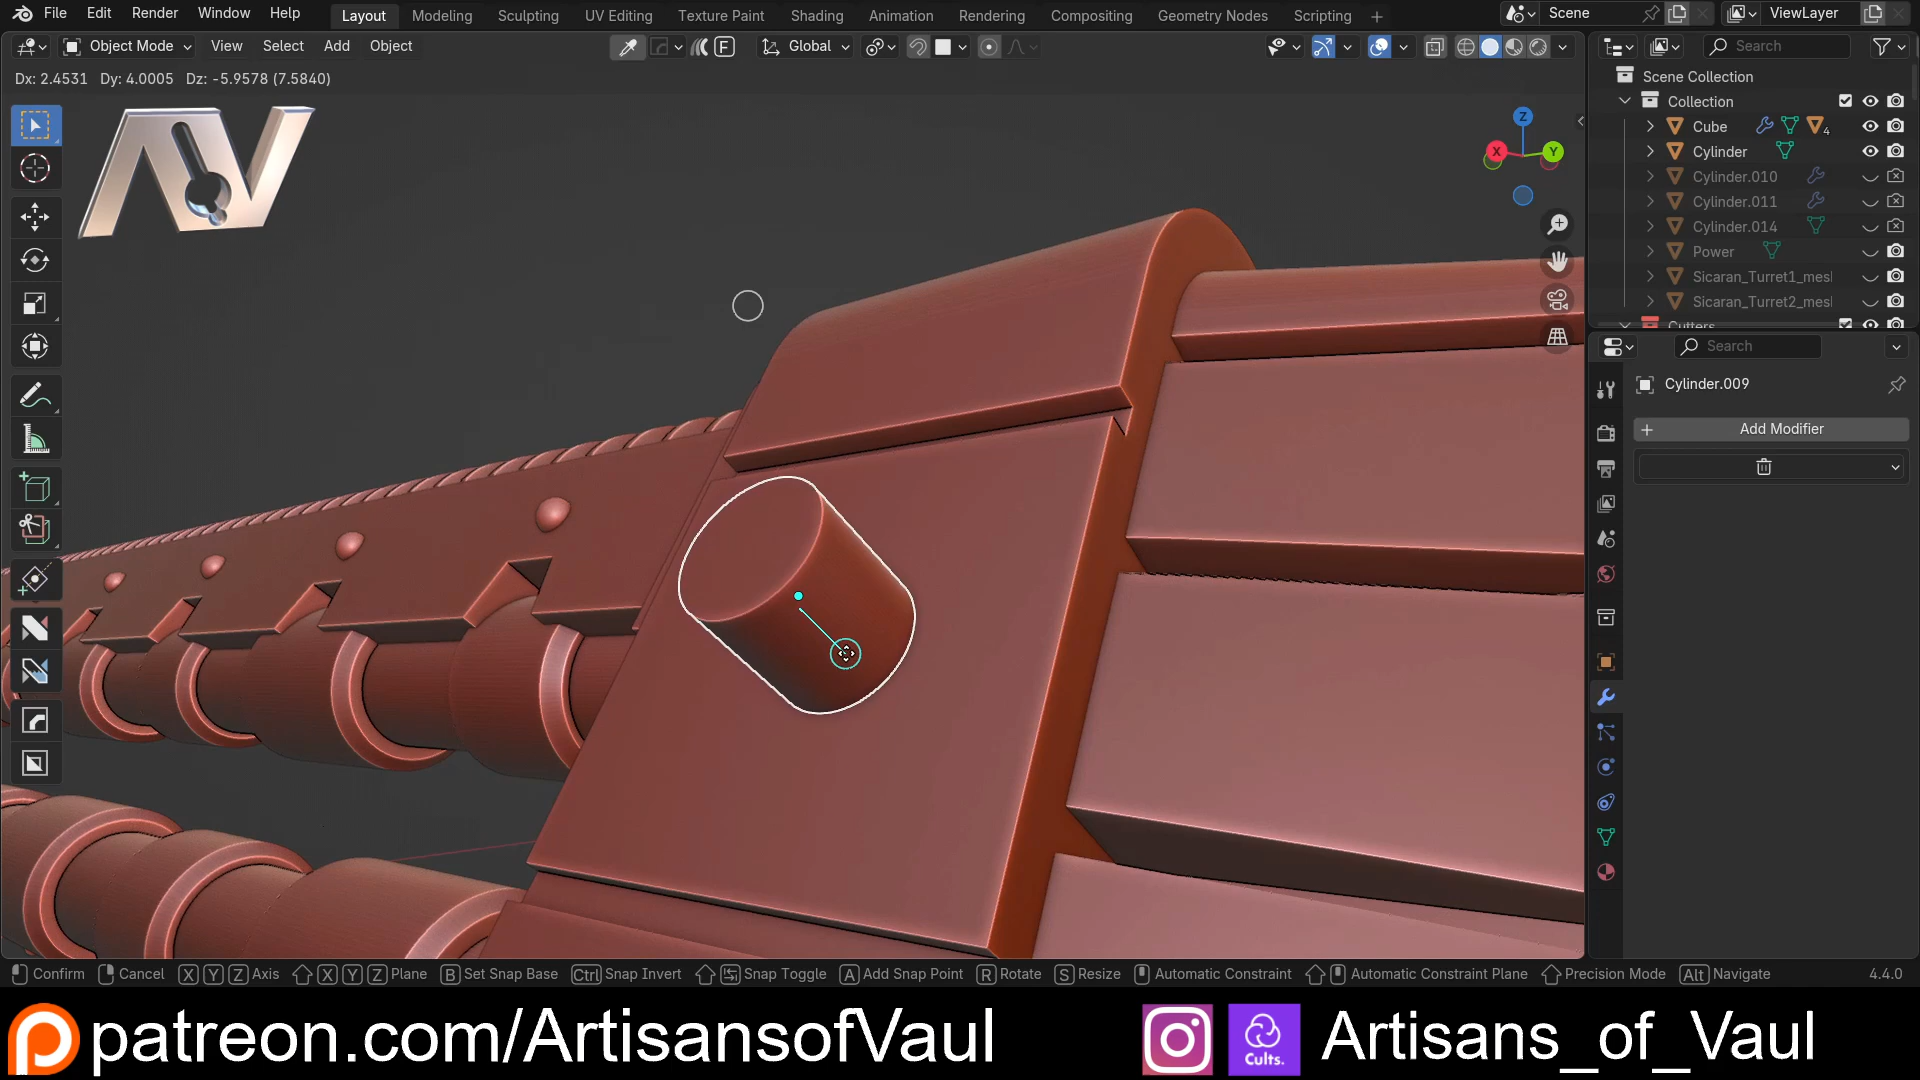 File Edit Render Window Help Layout Modeling Sculpting UV Editing Texture Paint Shading Animation Rendering Compositing Geometry Nodes Scripting + Scene ViewLayer
Object Mode View Select Add Object F Global Search
Dx: 2.4531 Dy: 4.0005 Dz: -5.9578 (7.5840)
Scene Collection
Collection
Cube 4
Cylinder
Cylinder.010
Cylinder.011
Cylinder.014
Power
Sicaran_Turret1_mesl
Sicaran_Turret2_mesl
Cutters
Z
X Y
AV
Search
Cylinder.009
+ Add Modifier
Confirm Cancel X Y Z Axis X Y Z Plane B Set Snap Base Ctrl Snap Invert Snap Toggle A Add Snap Point R Rotate S Resize Automatic Constraint Automatic Constraint Plane Precision Mode Alt Navigate 4.4.0
patreon.com/ArtisansofVaul Cults. Artisans_of_Vaul